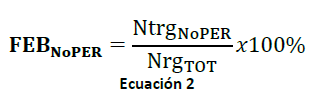 FEB_NoPER = Ntrg_NoPER / Nrg_TOT x100%
Ecuación 2